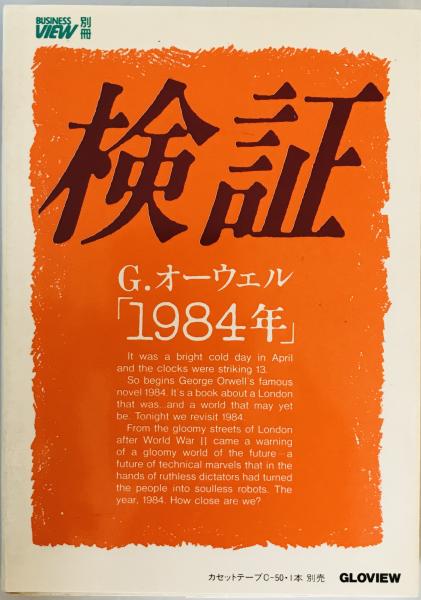 BUSINESS
VIEW
別冊
検証
G.オーウェル
「1984年」
It was a bright cold day in April
and the clocks were striking 13.
So begins George Orwell's famous
novel 1984. It's a book about a London
that was...and a world that may yet
be. Tonight we revisit 1984.
From the gloomy streets of London
after World War II came a warning
of a gloomy world of the future—a
future of technical marvels that in the
hands of ruthless dictators had turned
the people into soulless robots. The
year, 1984. How close are we?
カセットテープC-50・1本 別売 GLOVIEW